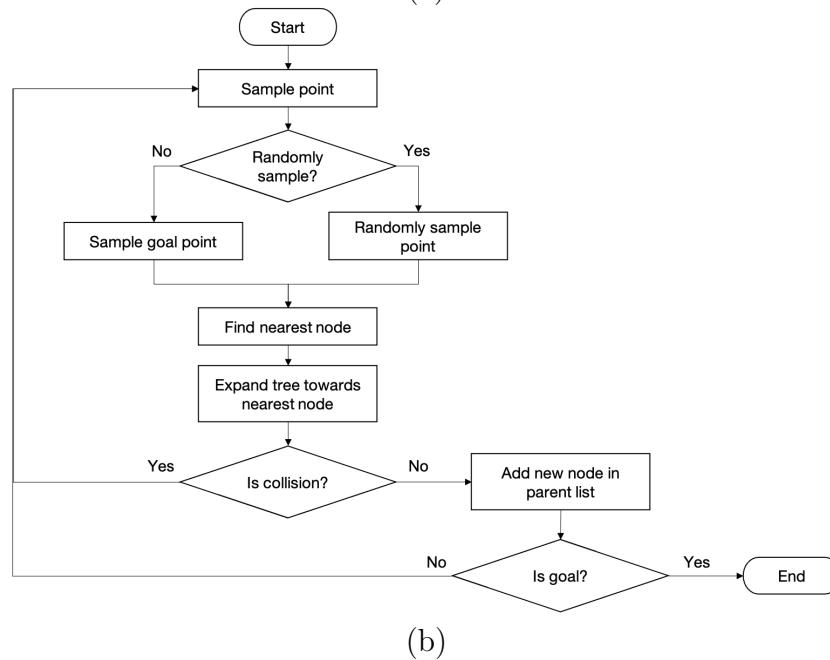 Start
Sample point
No
Yes
Randomly
sample?
Sample goal point
Randomly sample
point
Find nearest node
Expand tree towards
nearest node
Yes
Is collision?
No
Add new node in
parent list
No
Is goal?
Yes
End
(b)